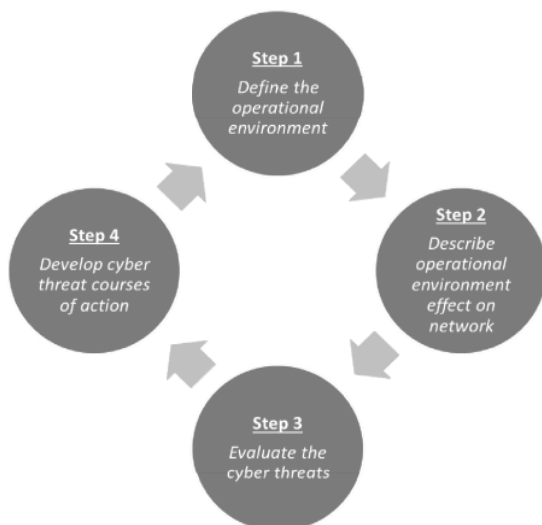 Step 1
Define the
operational
environment
Step 2
Describe
operational
environment
effect on
network
Step 3
Evaluate the
cyber threats
Step 4
Develop cyber
threat courses
of action